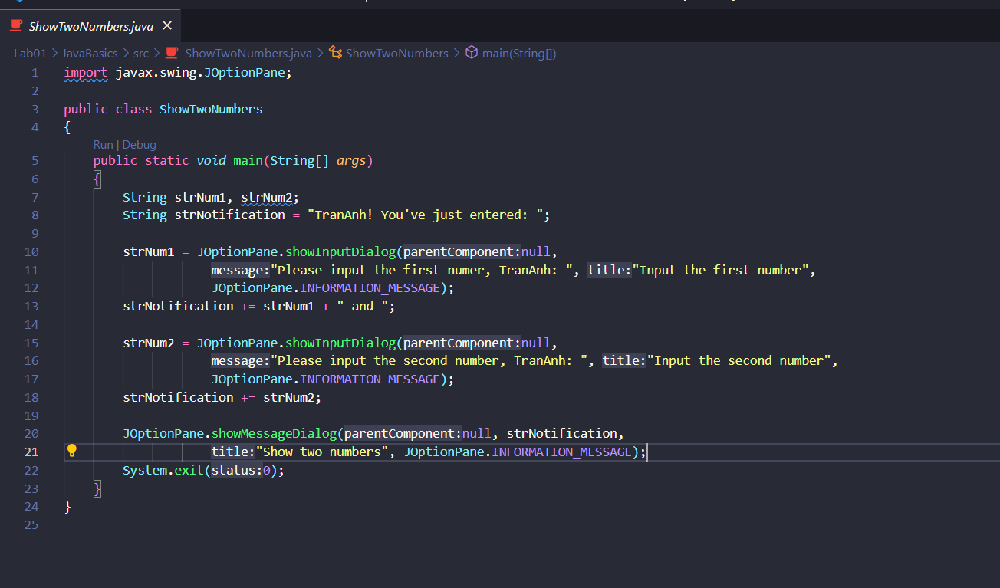 ShowTwoNumbers.java ×
Lab01 > JavaBasics > src > ShowTwoNumbers.java > ShowTwoNumbers > main(String[])
1 import javax.swing.JOptionPane;
2
3 public class ShowTwoNumbers
4 {
Run | Debug
5 public static void main(String[] args)
6 {
7 String strNum1, strNum2;
8 String strNotification = "TranAnh! You've just entered: ";
9
10 strNum1 = JOptionPane.showInputDialog(parentComponent:null,
11 message:"Please input the first numer, TranAnh: ", title:"Input the first number",
12 JOptionPane.INFORMATION_MESSAGE);
13 strNotification += strNum1 + " and ";
14
15 strNum2 = JOptionPane.showInputDialog(parentComponent:null,
16 message:"Please input the second number, TranAnh: ", title:"Input the second number",
17 JOptionPane.INFORMATION_MESSAGE);
18 strNotification += strNum2;
19
20 JOptionPane.showMessageDialog(parentComponent:null, strNotification,
21 title:"Show two numbers", JOptionPane.INFORMATION_MESSAGE);
22 System.exit(status:0);
23 }
24 }
25